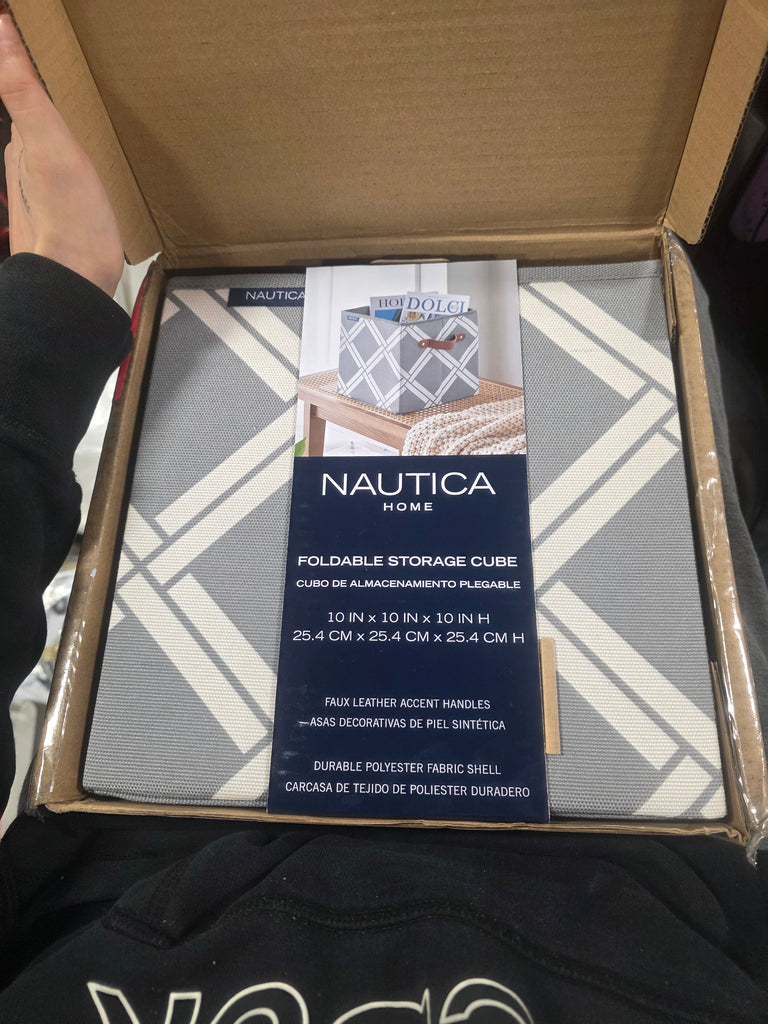 NAUTICA
DOLCI
NAUTICA
HOME
FOLDABLE STORAGE CUBE
CUBO DE ALMACENAMIENTO PLEGABLE
10 IN x 10 IN x 10 IN H
25.4 CM x 25.4 CM x 25.4 CM H
FAUX LEATHER ACCENT HANDLES
ASAS DECORATIVAS DE PIEL SINTÉTICA
DURABLE POLYESTER FABRIC SHELL
CARCASA DE TEJIDO DE POLIESTER DURADERO